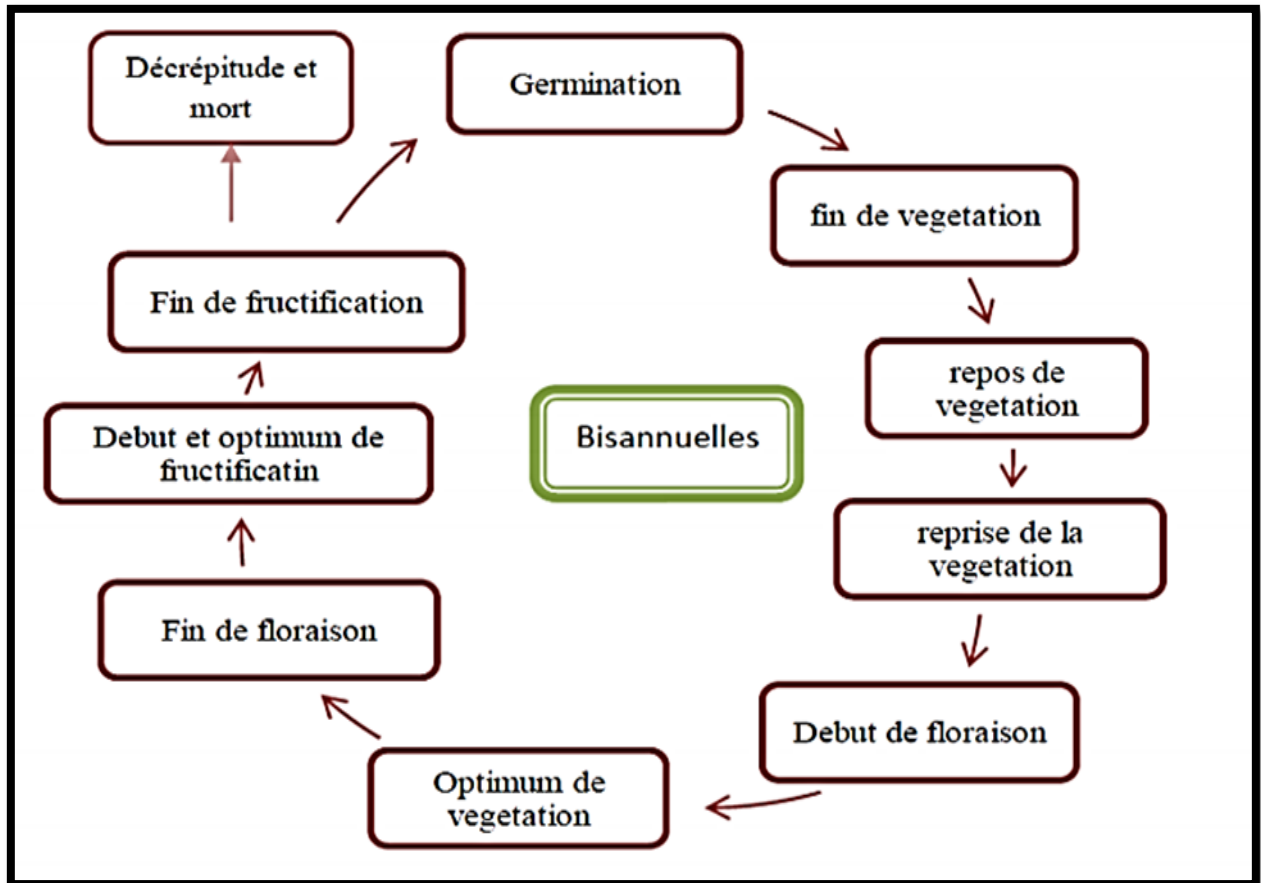 Décrépitude et
mort
Germination
fin de vegetation
repos de
vegetation
reprise de la
vegetation
Debut de floraison
Optimum de
vegetation
Fin de floraison
Debut et optimum de
fructificatin
Fin de fructification
Bisannuelles